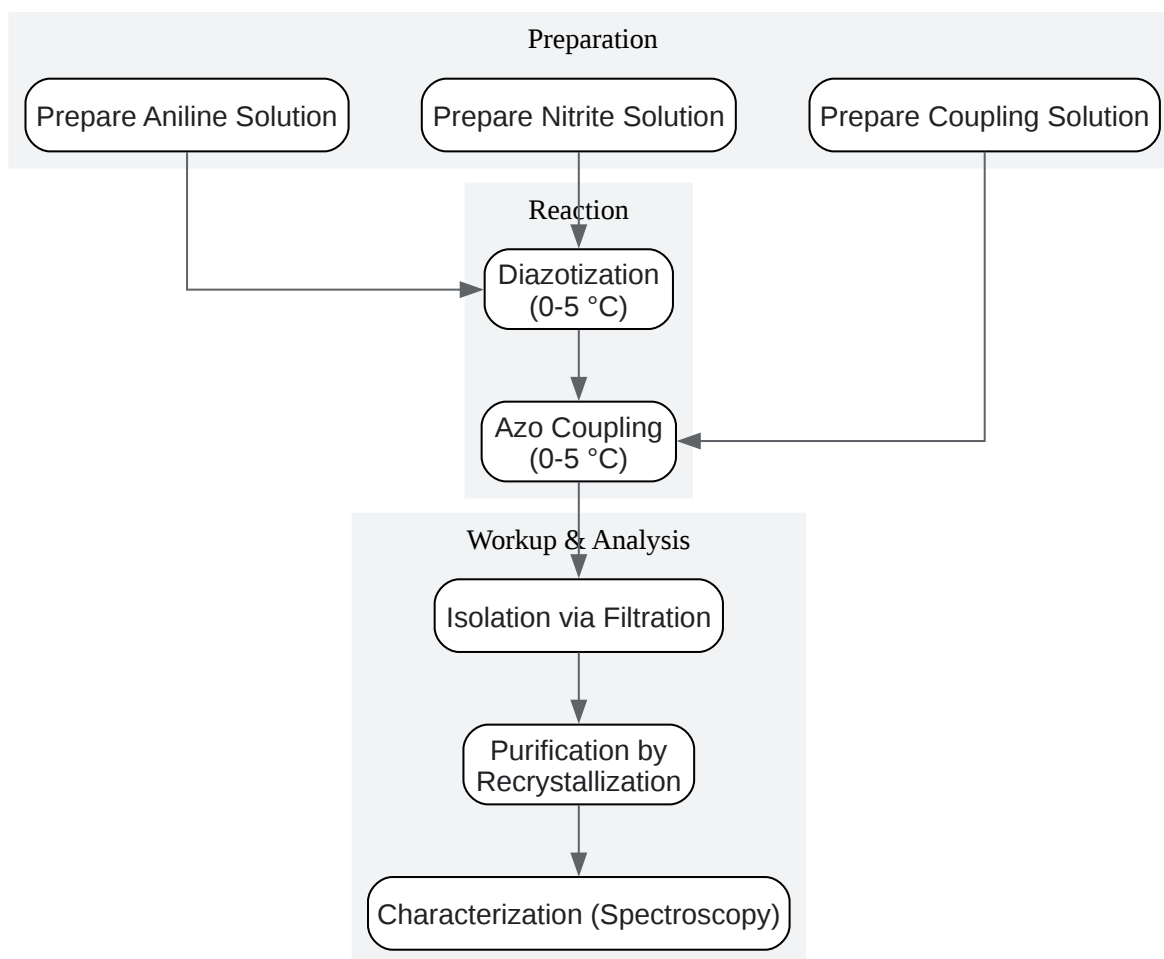 Preparation
Prepare Aniline Solution
Prepare Nitrite Solution
Prepare Coupling Solution
Reaction
Diazotization
(0-5 °C)
Azo Coupling
(0-5 °C)
Workup & Analysis
Isolation via Filtration
Purification by
Recrystallization
Characterization (Spectroscopy)